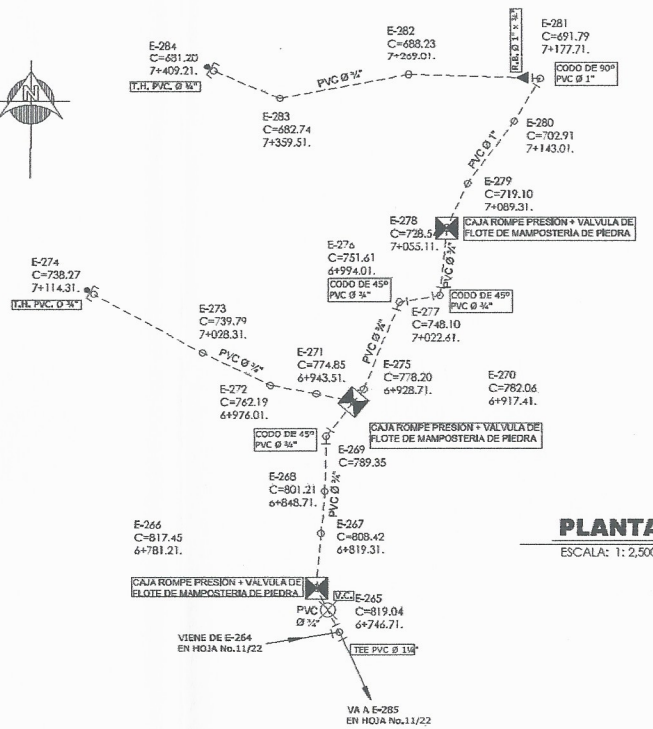 E-284
C=681.20
7+409.21.
T.H. PVC. Ø ¾"
E-283
C=682.74
7+359.51.
PVC Ø ¾"
E-282
C=688.23
7+269.01.
R.B. Ø 1" x ¾"
E-281
C=691.79
7+177.71.
CODO DE 90º
PVC Ø 1"
E-280
C=702.91
7+143.01.
PVC Ø 1"
E-279
C=719.10
7+089.31.
E-278
C=728.54
7+055.11.
CAJA ROMPE PRESION + VALVULA DE
FLOTE DE MAMPOSTERIA DE PIEDRA
PVC Ø ¾"
E-276
C=751.61
6+994.01.
CODO DE 45º
PVC Ø ¾"
E-277
C=748.10
7+022.61.
CODO DE 45º
PVC Ø ¾"
PVC Ø ¾"
E-274
C=738.27
7+114.31.
T.H. PVC. Ø ¾"
E-273
C=739.79
7+028.31.
PVC Ø ¾"
E-272
C=762.19
6+976.01.
E-271
C=774.85
6+943.51.
E-275
C=778.20
6+928.71.
E-270
C=782.06
6+917.41.
CAJA ROMPE PRESION + VALVULA DE
FLOTE DE MAMPOSTERIA DE PIEDRA
CODO DE 45º
PVC Ø ¾"
E-269
C=789.35
E-268
C=801.21
6+848.71.
PVC Ø ¾"
E-267
C=808.42
6+819.31.
E-266
C=817.45
6+781.21.
CAJA ROMPE PRESION + VALVULA DE
FLOTE DE MAMPOSTERIA DE PIEDRA
PVC
Ø ¾"
V.C.
E-265
C=819.04
6+746.71.
TEE PVC Ø 1¼"
VIENE DE E-264
EN HOJA No.11/22
VA A E-285
EN HOJA No.11/22
PLANTA
ESCALA: 1: 2,500
N